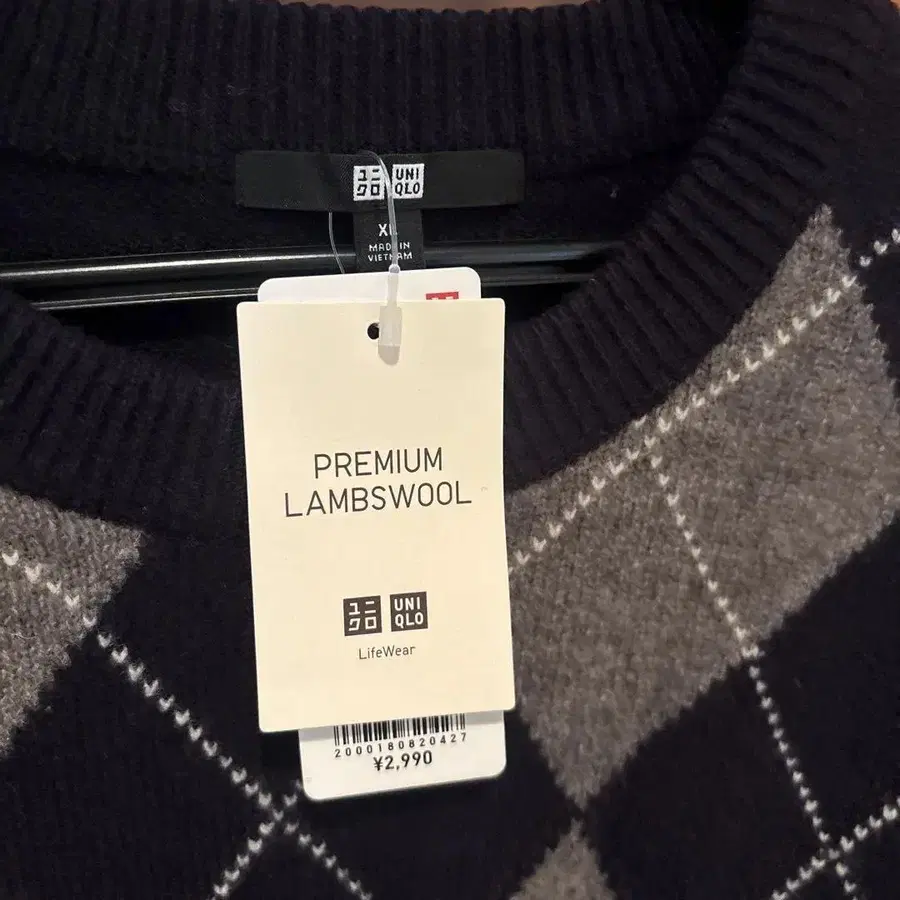 ユニ UNI
クロ QLO
XL
MADE IN
VIETNAM
PREMIUM
LAMBSWOOL
ユニ UNI
クロ QLO
LifeWear
2000180820427
¥2,990